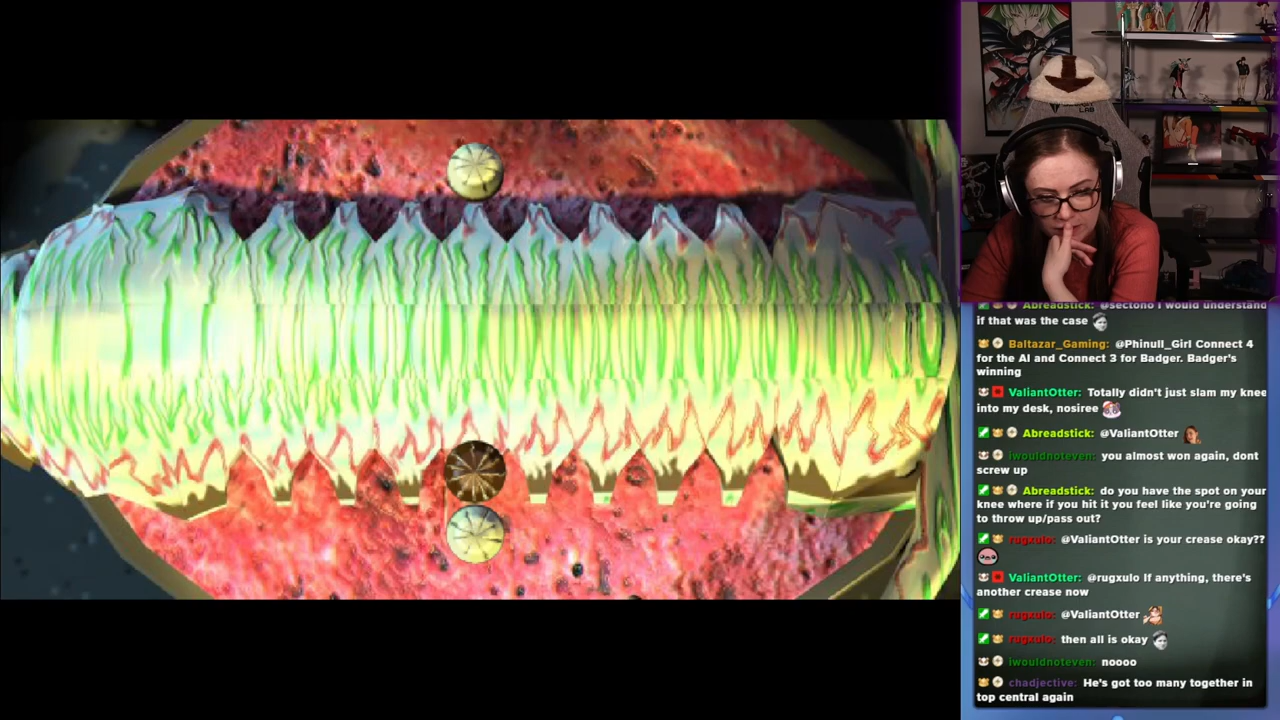 LAB
Abreadstick: @sectono I would understand
if that was the case
Baltazar_Gaming: @Phinull_Girl Connect 4
for the AI and Connect 3 for Badger. Badger's
winning
ValiantOtter: Totally didn't just slam my knee
into my desk, nosiree
Abreadstick: @ValiantOtter
iwouldnoteven: you almost won again, dont
screw up
Abreadstick: do you have the spot on your
knee where if you hit it you feel like you're going
to throw up/pass out?
rugxulo: @ValiantOtter is your crease okay??
ValiantOtter: @rugxulo If anything, there's
another crease now
rugxulo: @ValiantOtter
rugxulo: then all is okay
iwouldnoteven: noooo
chadjective: He's got too many together in
top central again